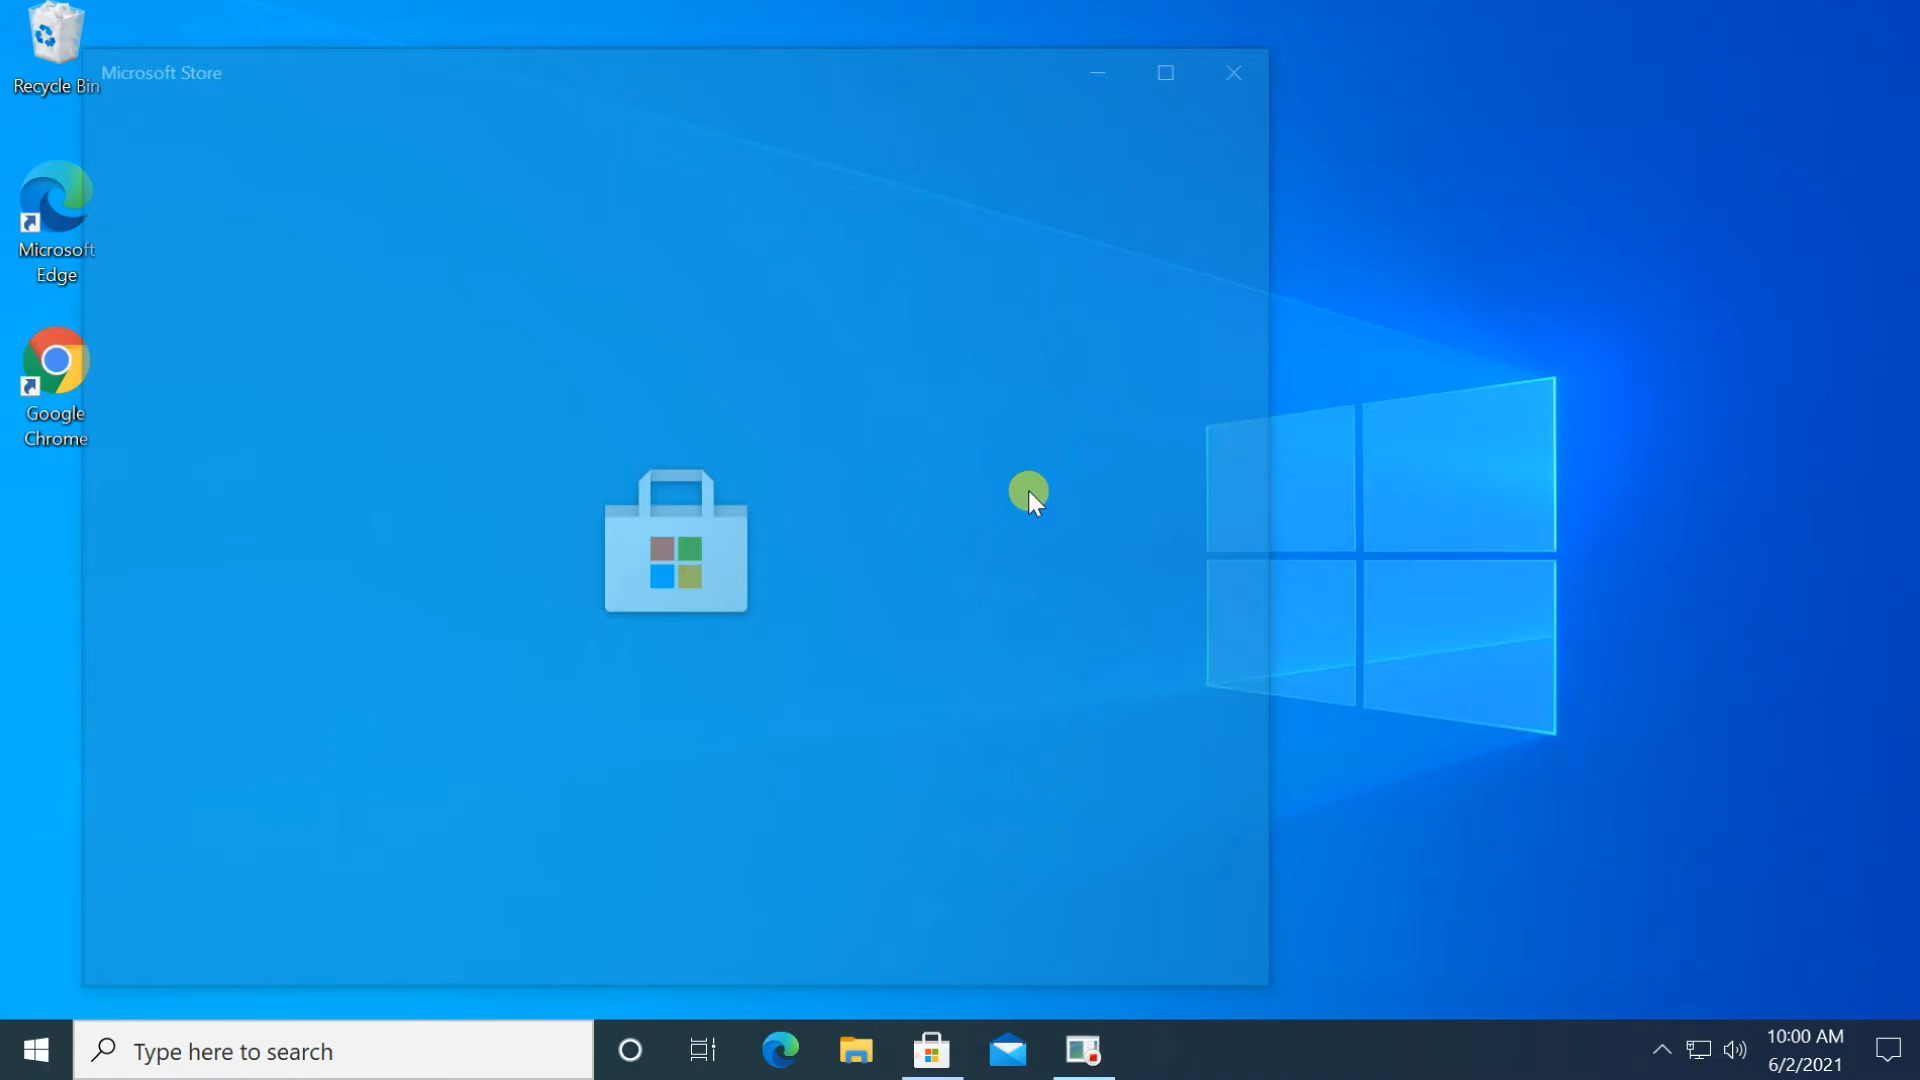 Recycle Bin
Microsoft Store
Microsoft
Edge
Google
Chrome
Type here to search
10:00 AM
6/2/2021